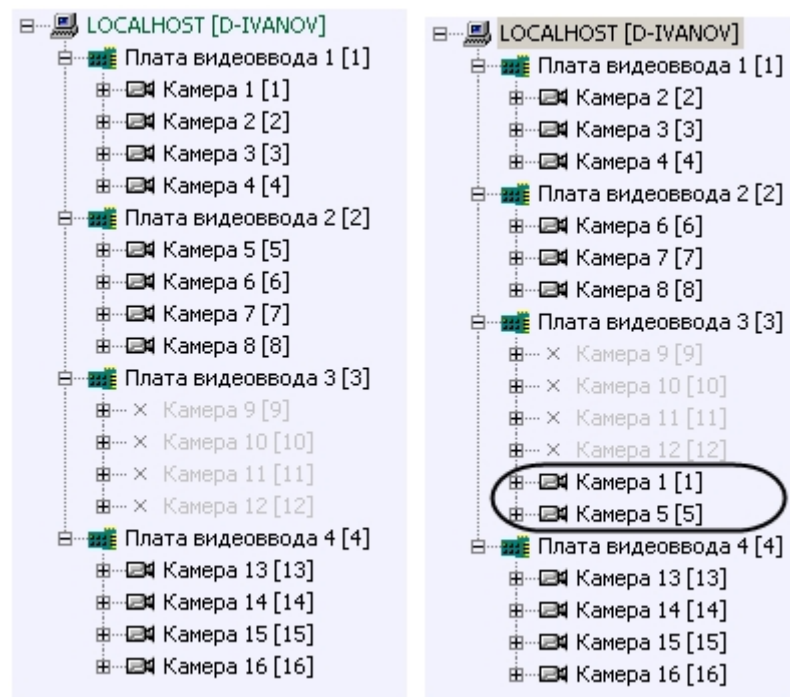 LOCALHOST [D-IVANOV]
Плата видеоввода 1 [1]
Камера 1 [1]
Камера 2 [2]
Камера 3 [3]
Камера 4 [4]
Плата видеоввода 2 [2]
Камера 5 [5]
Камера 6 [6]
Камера 7 [7]
Камера 8 [8]
Плата видеоввода 3 [3]
Камера 9 [9]
Камера 10 [10]
Камера 11 [11]
Камера 12 [12]
Плата видеоввода 4 [4]
Камера 13 [13]
Камера 14 [14]
Камера 15 [15]
Камера 16 [16]
LOCALHOST [D-IVANOV]
Плата видеоввода 1 [1]
Камера 2 [2]
Камера 3 [3]
Камера 4 [4]
Плата видеоввода 2 [2]
Камера 6 [6]
Камера 7 [7]
Камера 8 [8]
Плата видеоввода 3 [3]
Камера 9 [9]
Камера 10 [10]
Камера 11 [11]
Камера 12 [12]
Камера 1 [1]
Камера 5 [5]
Плата видеоввода 4 [4]
Камера 13 [13]
Камера 14 [14]
Камера 15 [15]
Камера 16 [16]